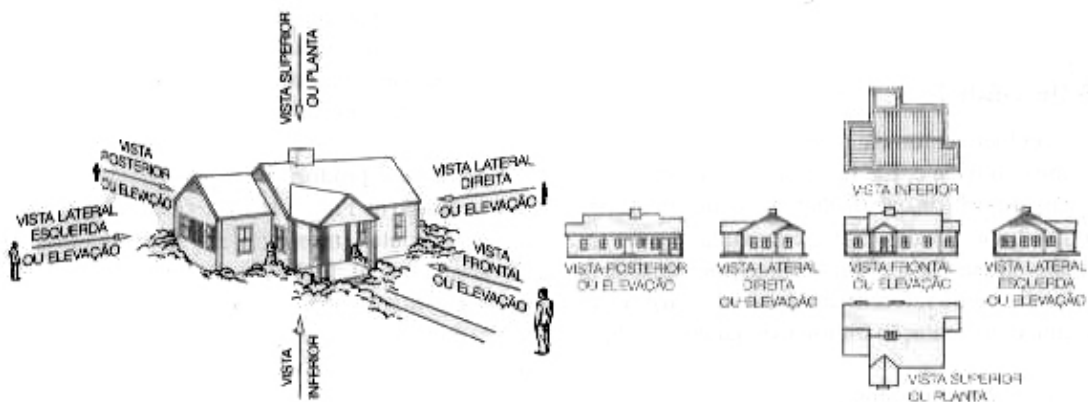 VISTA SUPERIOR
OU PLANTA
VISTA
POSTERIOR
OU ELEVAÇÃO
VISTA LATERAL
ESQUERDA
OU ELEVAÇÃO
VISTA LATERAL
DIREITA
OU ELEVAÇÃO
VISTA
FRONTAL
OU ELEVAÇÃO
VISTA
INFERIOR
VISTA INFERIOR
VISTA POSTERIOR
OU ELEVAÇÃO
VISTA LATERAL
DIREITA
OU ELEVAÇÃO
VISTA FRONTAL
OU ELEVAÇÃO
VISTA LATERAL
ESQUERDA
OU ELEVAÇÃO
VISTA SUPERIOR
OU PLANTA